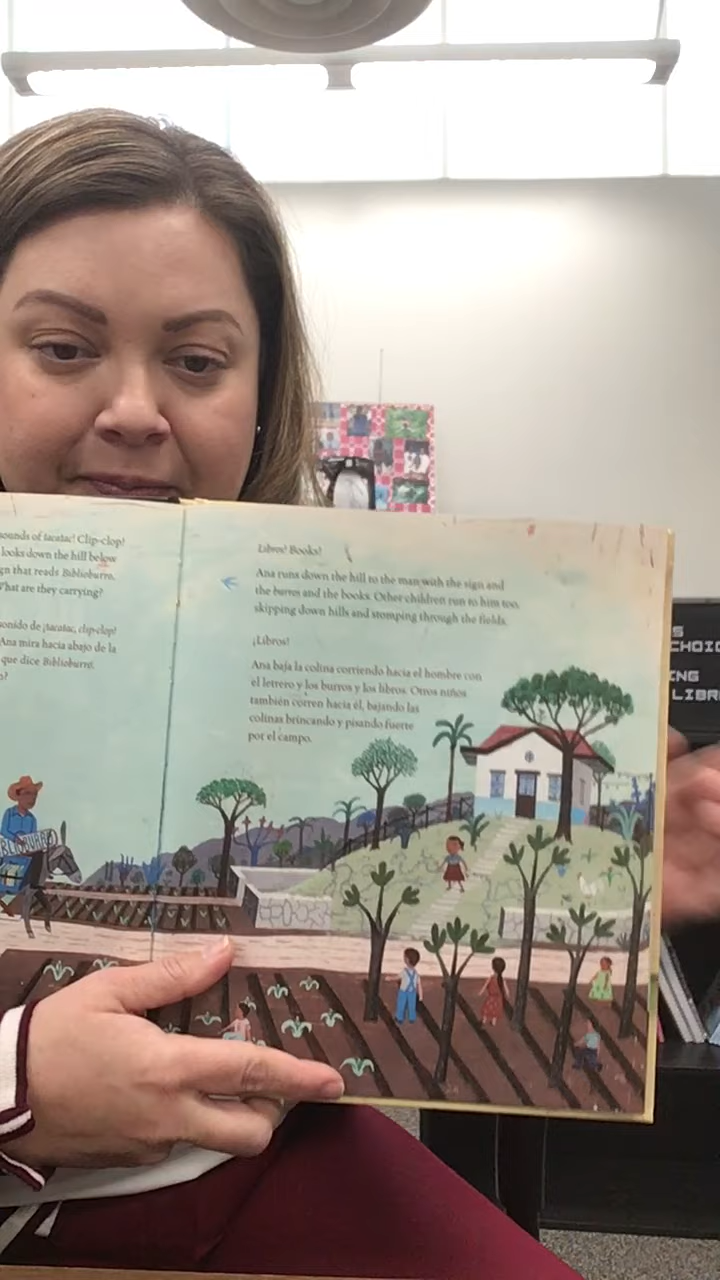 sounds of tacatac! Clip-clop!
looks down the hill below
gn that reads Biblioburro.
What are they carrying?
sonido de ¡tacatac, clip-clop!
Ana mira hacia abajo de la
que dice Biblioburro.
¡Libros! Books!
Ana runs down the hill to the man with the sign and
the burros and the books. Other children run to him too,
skipping down hills and stomping through the fields.
¡Libros!
Ana baja la colina corriendo hacia el hombre con
el letrero y los burros y los libros. Otros niños
también corren hacia él, bajando las
colinas brincando y pisando fuerte
por el campo.
BLIOBURRO
S
CHOIC
ING
LIBR